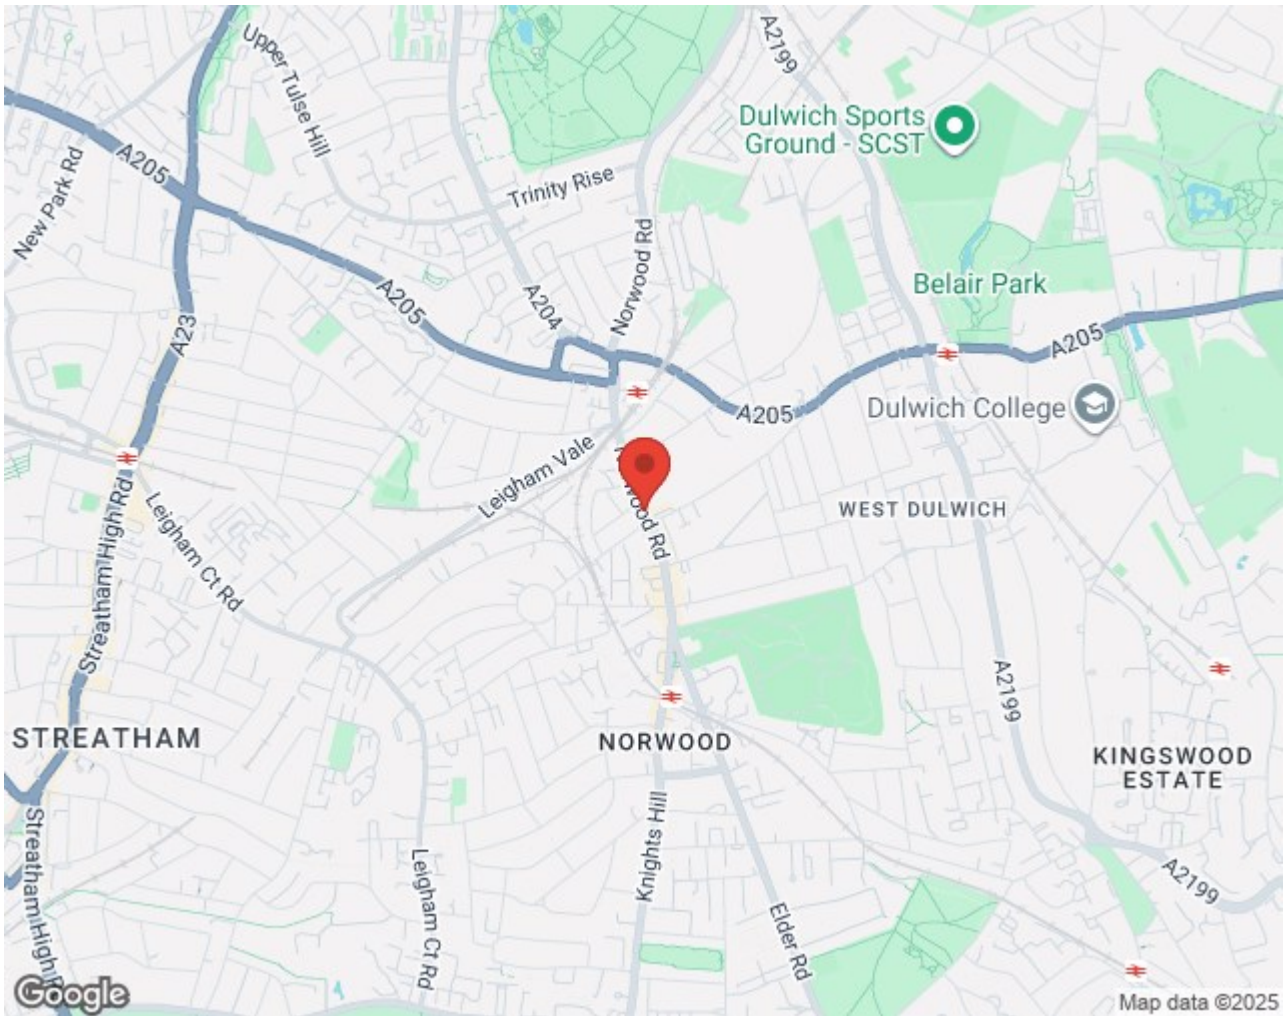 A2199
Upper Tulse Hill
Dulwich Sports
Ground - SCST
A205
New Park Rd
Trinity Rise
Norwood Rd
Belair Park
A205
A204
A23
A205
A205
Dulwich College
Leigham Vale
Norwood Rd
WEST DULWICH
Streatham High Rd
Leigham Ct Rd
A2199
STREATHAM
NORWOOD
KINGSWOOD
ESTATE
Knights Hill
Streatham High R
Leigham Ct Rd
A2199
Elder Rd
Google
Map data ©2025